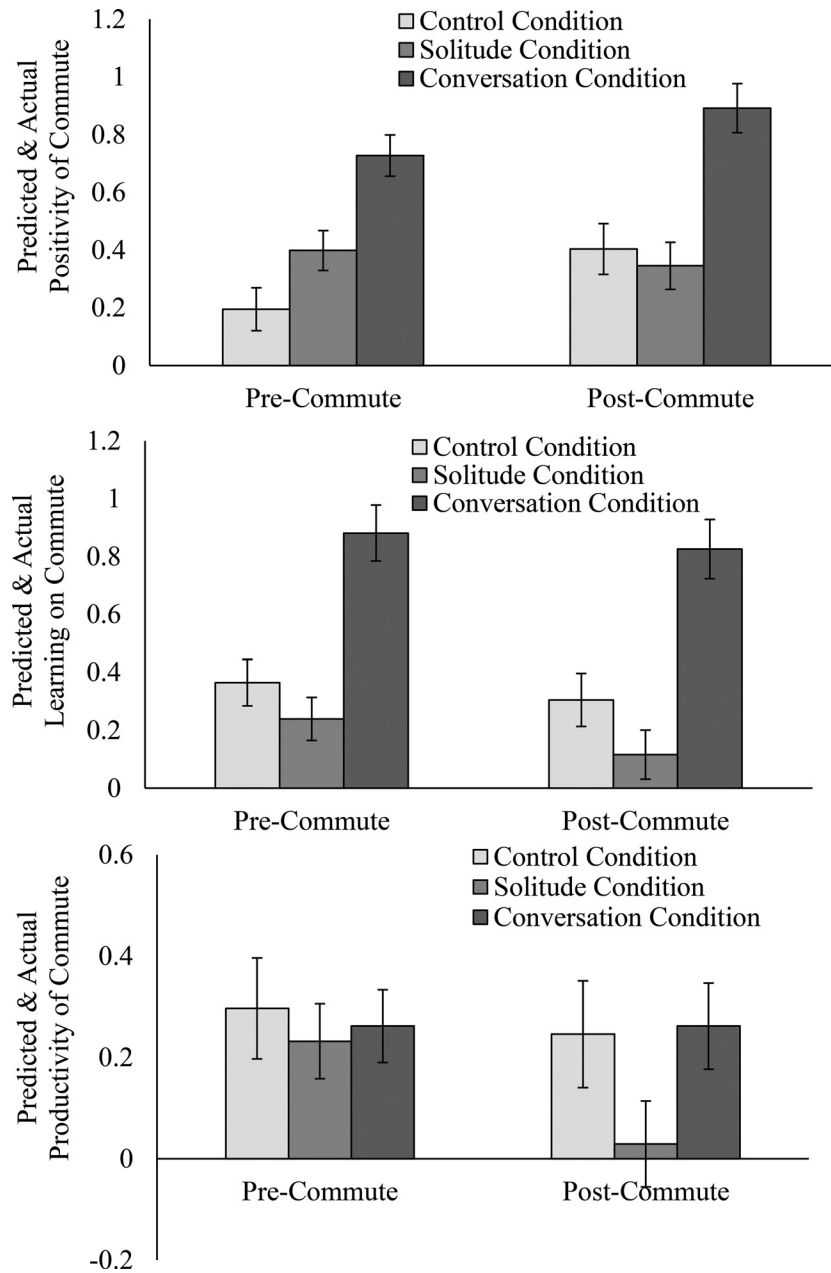 Predicted & Actual
Positivity of Commute
1.2
1
0.8
0.6
0.4
0.2
0
Control Condition
Solitude Condition
Conversation Condition
Pre-Commute
Post-Commute
Predicted & Actual
Learning on Commute
1.2
1
0.8
0.6
0.4
0.2
0
Control Condition
Solitude Condition
Conversation Condition
Pre-Commute
Post-Commute
Predicted & Actual
Productivity of Commute
0.6
0.4
0.2
0
-0.2
Control Condition
Solitude Condition
Conversation Condition
Pre-Commute
Post-Commute